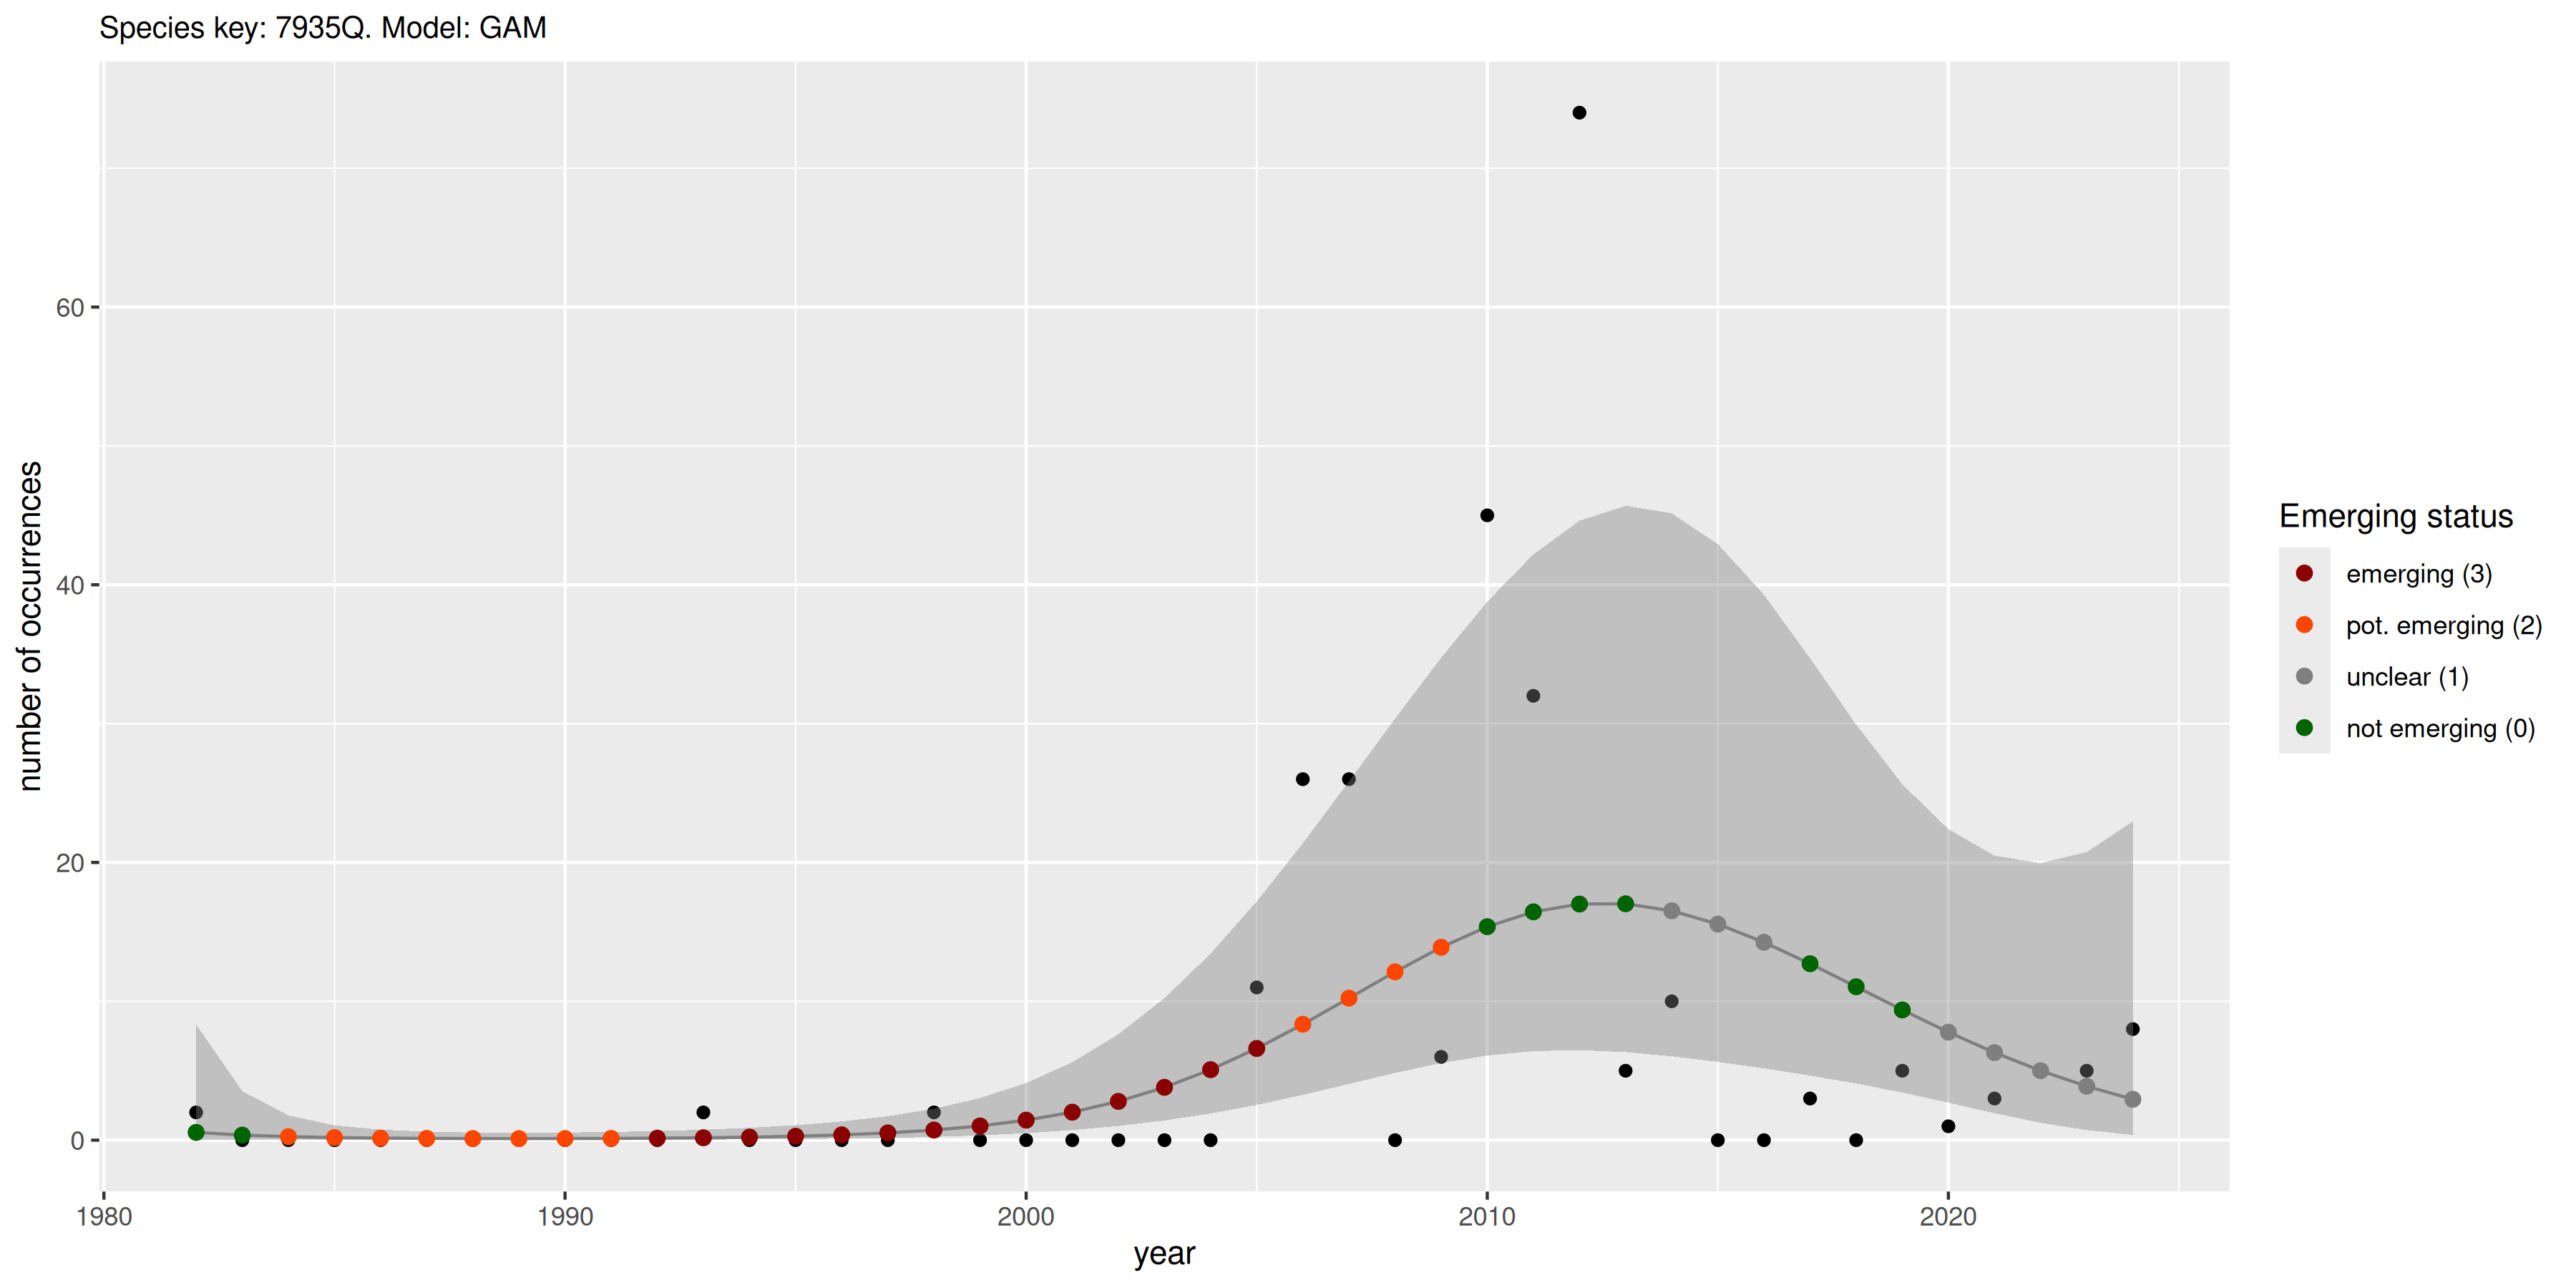 Species key: 7935Q. Model: GAM
number of occurrences
60
40
20
0
1980
1990
2000
2010
2020
year
Emerging status
emerging (3)
pot. emerging (2)
unclear (1)
not emerging (0)